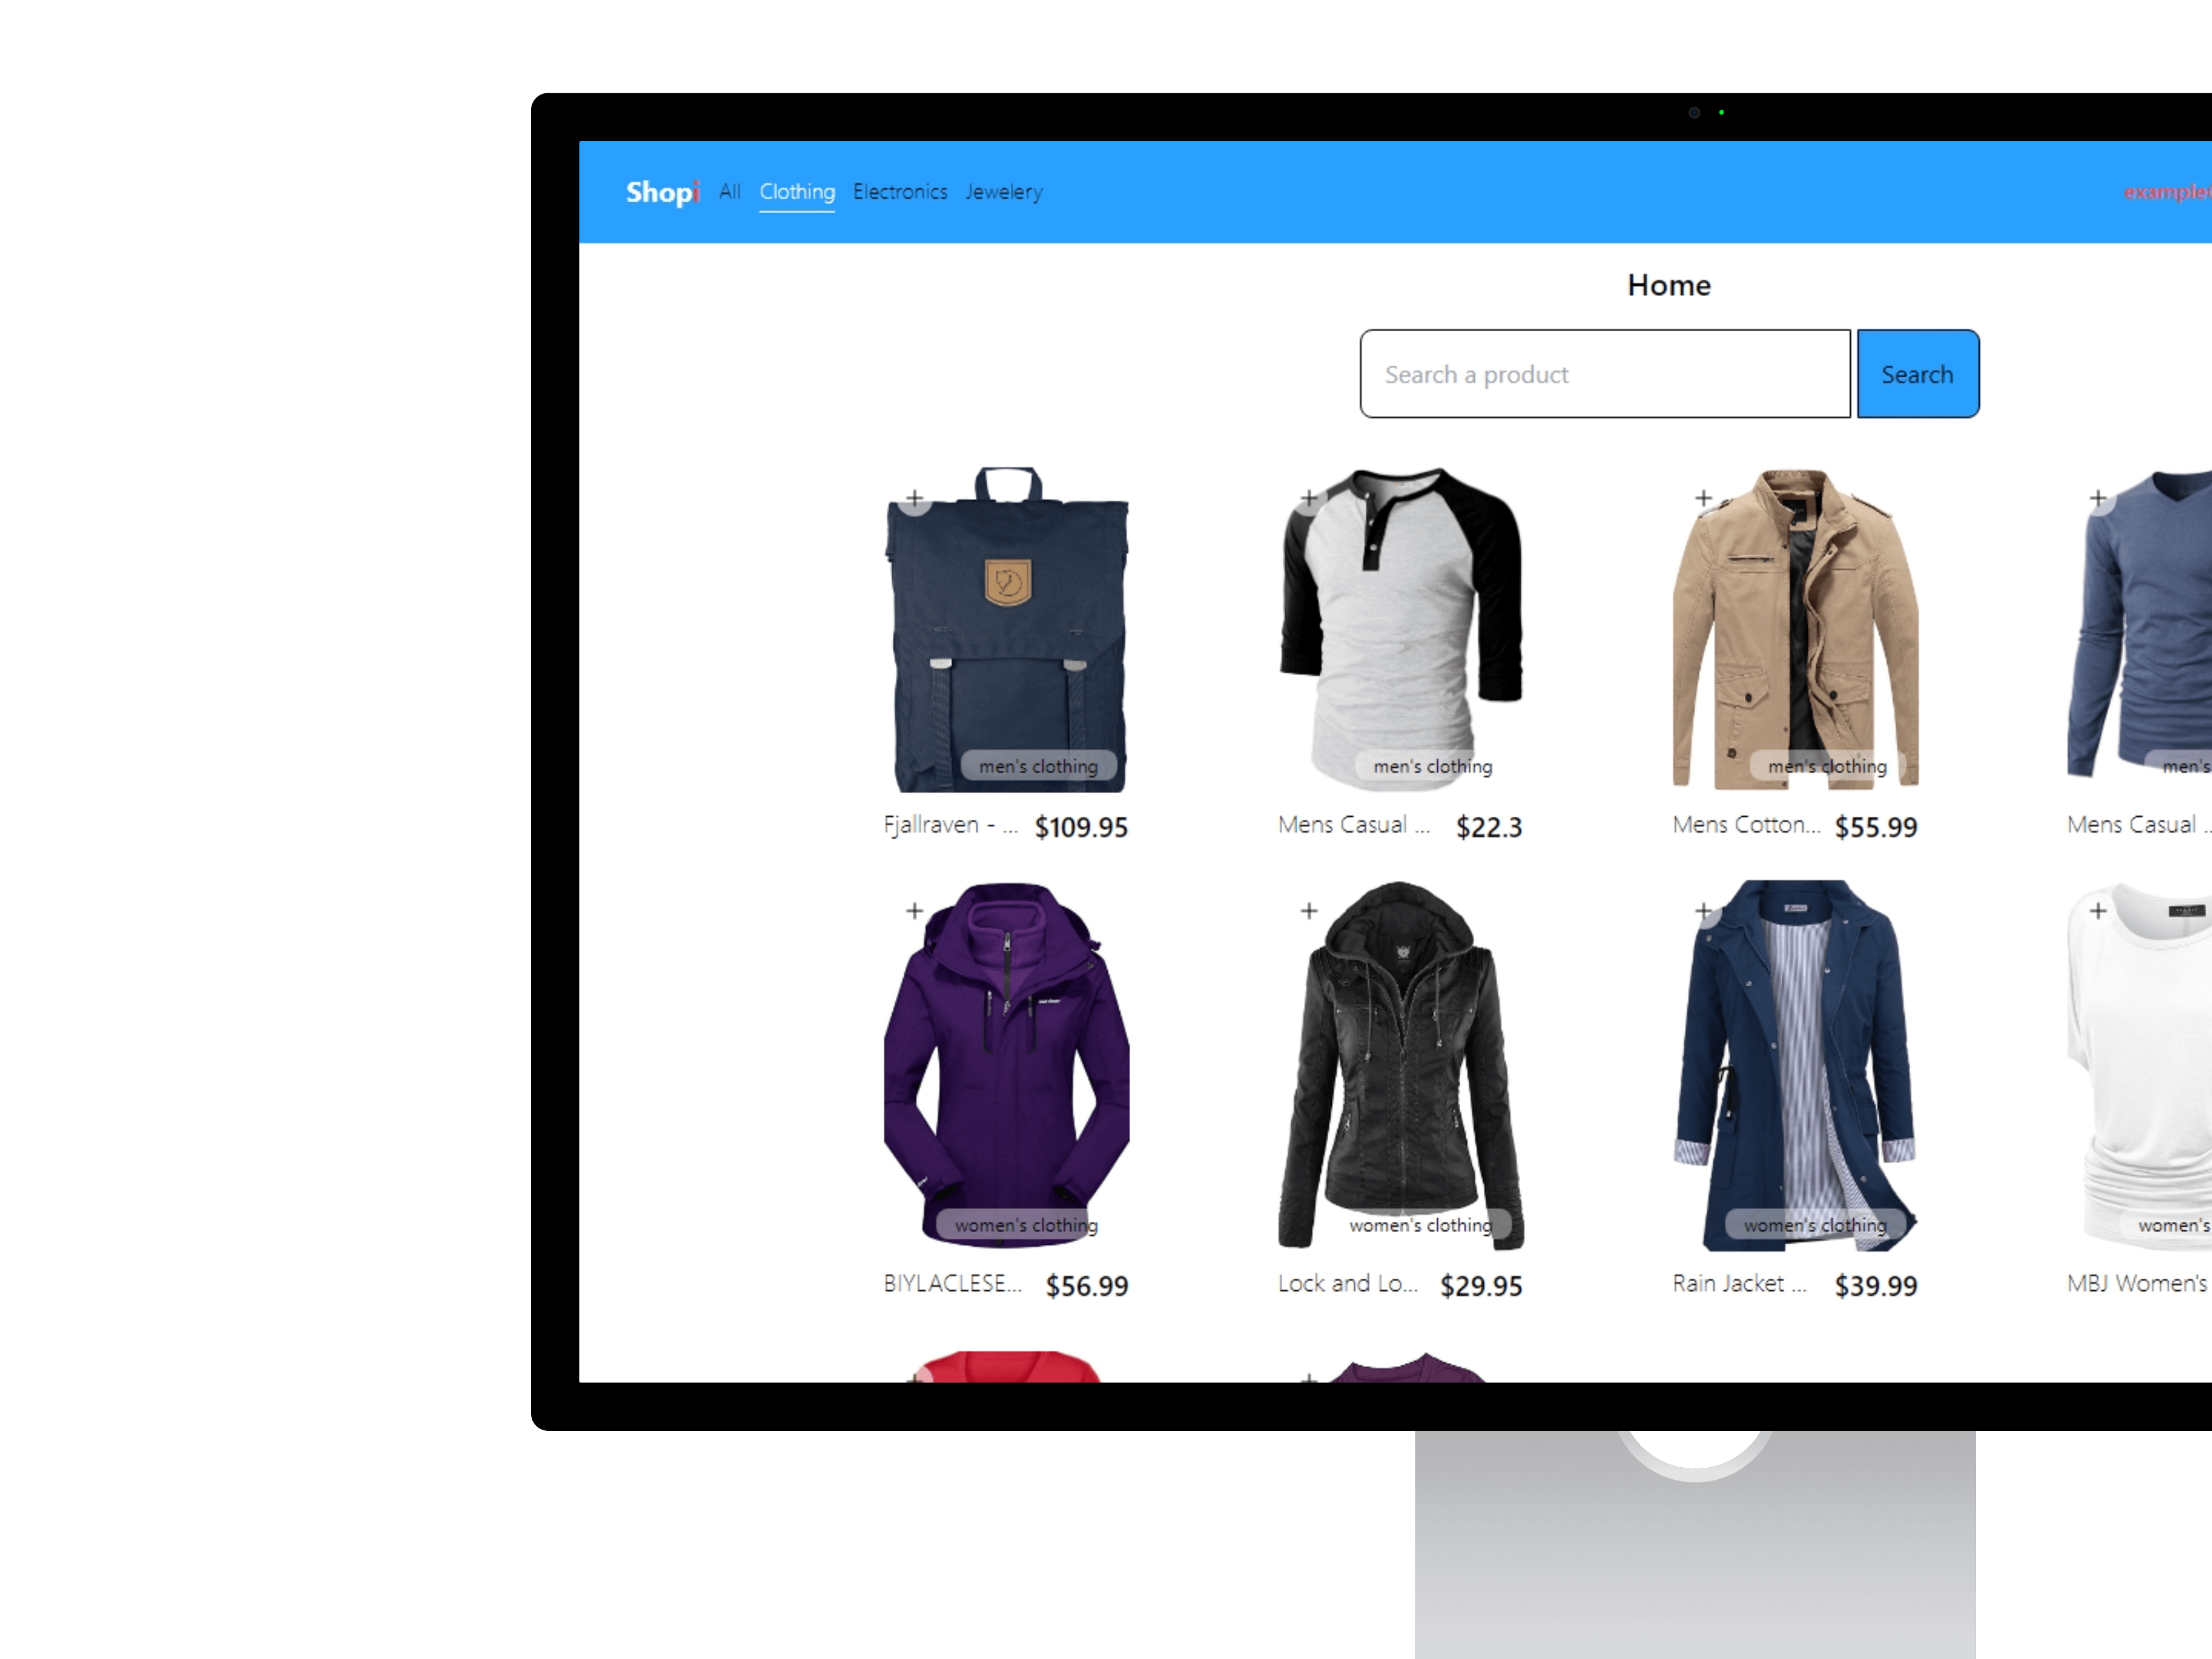 Shopi All Clothing Electronics Jewelery example
Home
Search a product Search
men's clothing men's clothing men's clothing men's
Fjallraven - ... $109.95 Mens Casual ... $22.3 Mens Cotton... $55.99 Mens Casual ..
women's clothing women's clothing women's clothing women's
BIYLACLESE... $56.99 Lock and Lo... $29.95 Rain Jacket ... $39.99 MBJ Women's